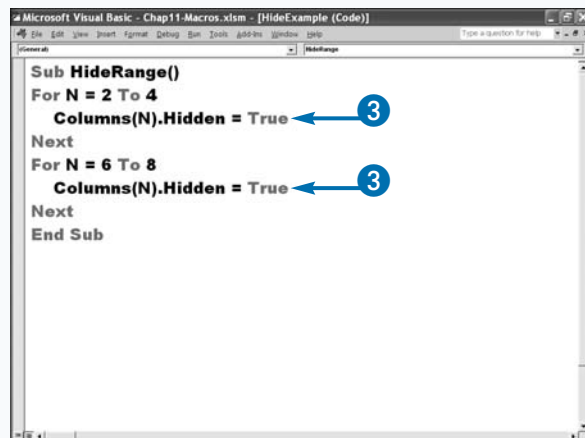 Microsoft Visual Basic - Chap11-Macros.xlsm - [HideExample (Code)]
File Edit View Insert Format Debug Run Tools Add-Ins Window Help Type a question for help
(General) HideRange
Sub HideRange()
For N = 2 To 4
Columns(N).Hidden = True 3
Next
For N = 6 To 8
Columns(N).Hidden = True 3
Next
End Sub